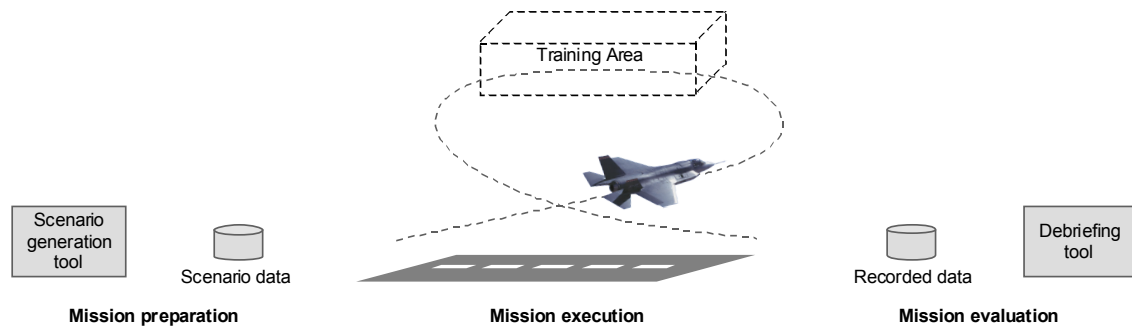 Training Area
Scenario
generation
tool
Scenario data
Recorded data
Debriefing
tool
Mission preparation
Mission execution
Mission evaluation